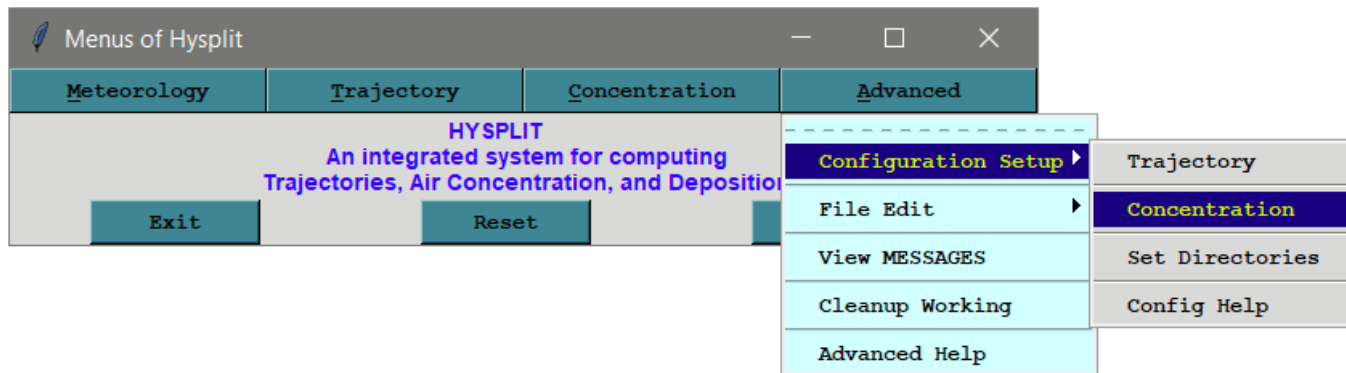 Menus of Hysplit
Meteorology Trajectory Concentration Advanced
HYSPLIT
An integrated system for computing
Trajectories, Air Concentration, and
Exit Reset
Configuration Setup
File Edit
View MESSAGES
Cleanup Working
Advanced Help
Trajectory
Concentration
Set Directories
Config Help